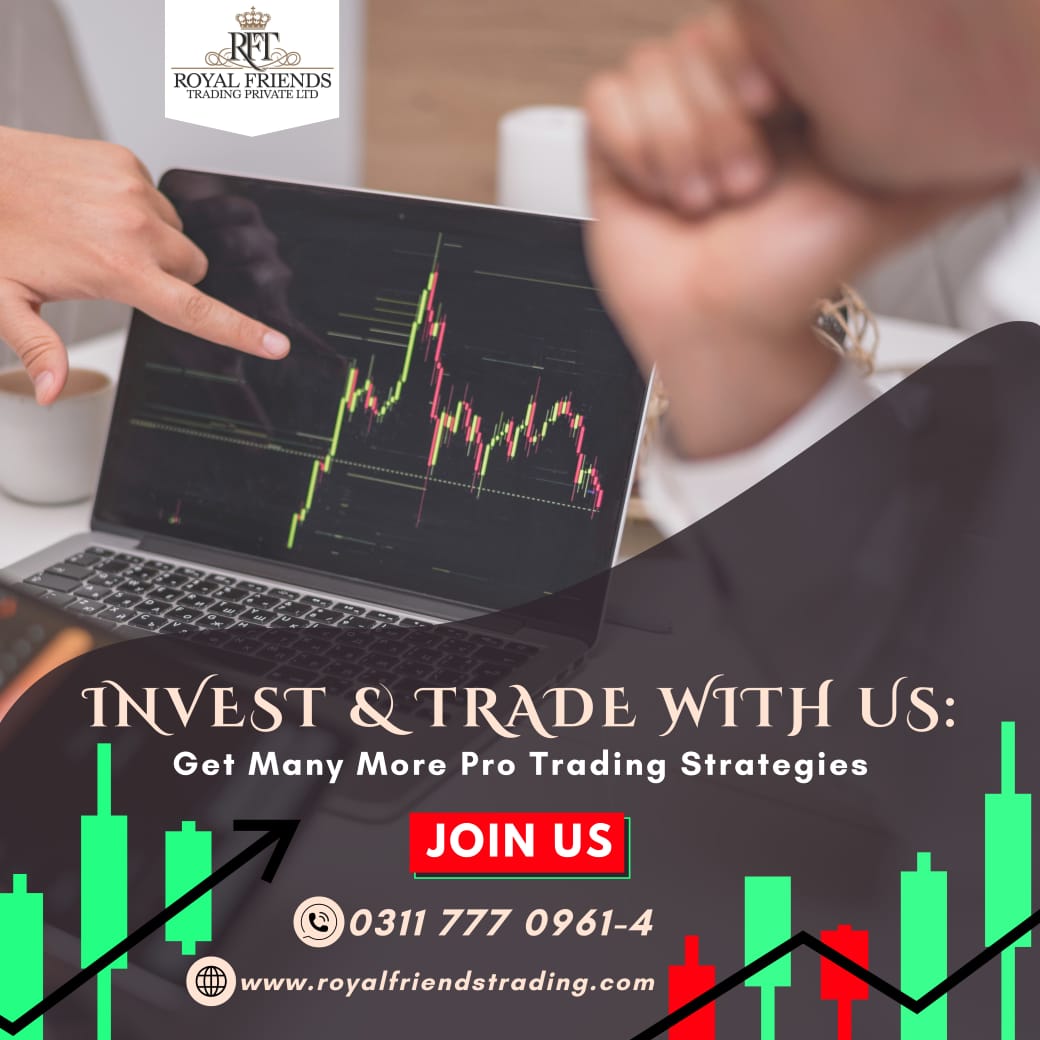 RFT
ROYAL FRIENDS
TRADING PRIVATE LTD
INVEST & TRADE WITH US:
Get Many More Pro Trading Strategies
JOIN US
0311 777 0961-4
www.royalfriendstrading.com